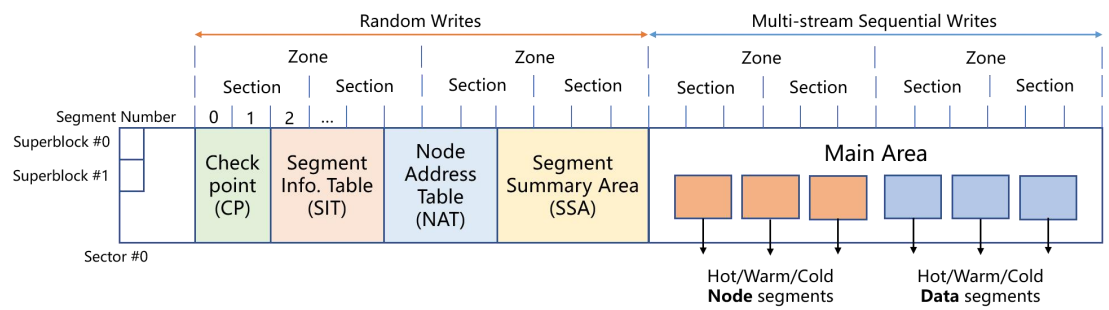 Random Writes
Multi-stream Sequential Writes
Zone
Zone
Zone
Zone
Section
Section
Section
Section
Section
Section
Section
Section
Segment Number
0
1
2
...
Superblock #0
Superblock #1
Check
point
(CP)
Segment
Info. Table
(SIT)
Node
Address
Table
(NAT)
Segment
Summary Area
(SSA)
Main Area
Sector #0
Hot/Warm/Cold
Node segments
Hot/Warm/Cold
Data segments